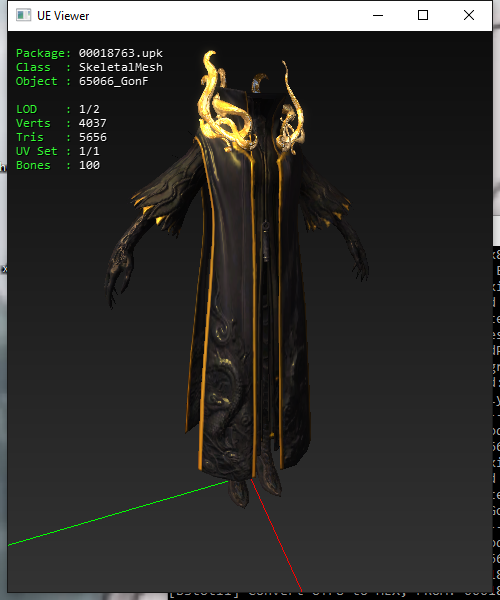 UE Viewer
Package: 00018763.upk
Class : SkeletalMesh
Object : 65066_GonF
LOD : 1/2
Verts : 4037
Tris : 5656
UV Set : 1/1
Bones : 100